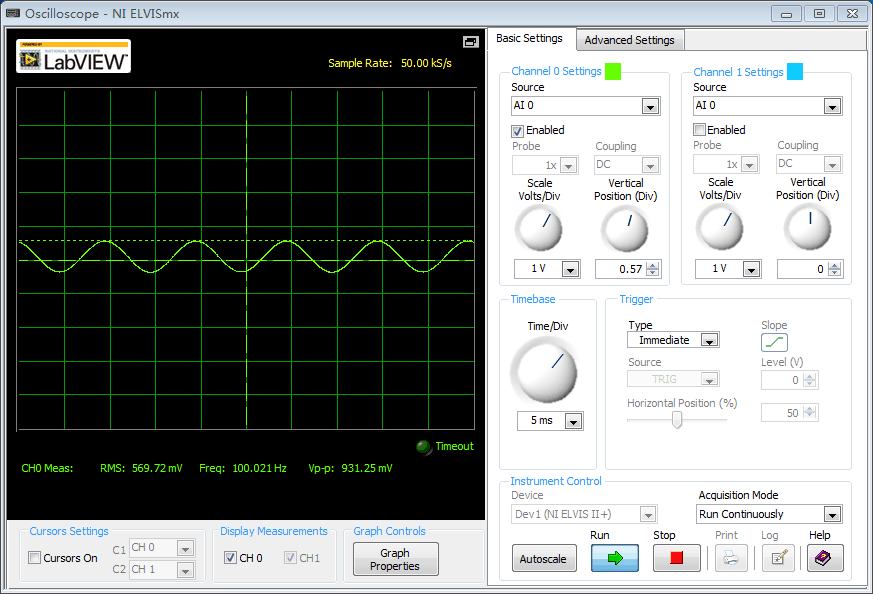 Oscilloscope - NI ELVISmx
POWERED BY
NATIONAL INSTRUMENTS
LabVIEW™
Sample Rate: 50.00 kS/s
CH0 Meas: RMS: 569.72 mV Freq: 100.021 Hz Vp-p: 931.25 mV
Timeout
Cursors Settings
Cursors On
C1 CH 0
C2 CH 1
Display Measurements
CH 0 CH1
Graph Controls
Graph
Properties
Basic Settings Advanced Settings
Channel 0 Settings
Source
AI 0
Enabled
Probe Coupling
1x DC
Scale Vertical
Volts/Div Position (Div)
1 V 0.57
Channel 1 Settings
Source
AI 0
Enabled
Probe Coupling
1x DC
Scale Vertical
Volts/Div Position (Div)
1 V 0
Timebase
Time/Div
5 ms
Trigger
Type Slope
Immediate
Source Level (V)
TRIG 0
Horizontal Position (%)
50
Instrument Control
Device Acquisition Mode
Dev1 (NI ELVIS II+) Run Continuously
Run Stop Print Log Help
Autoscale